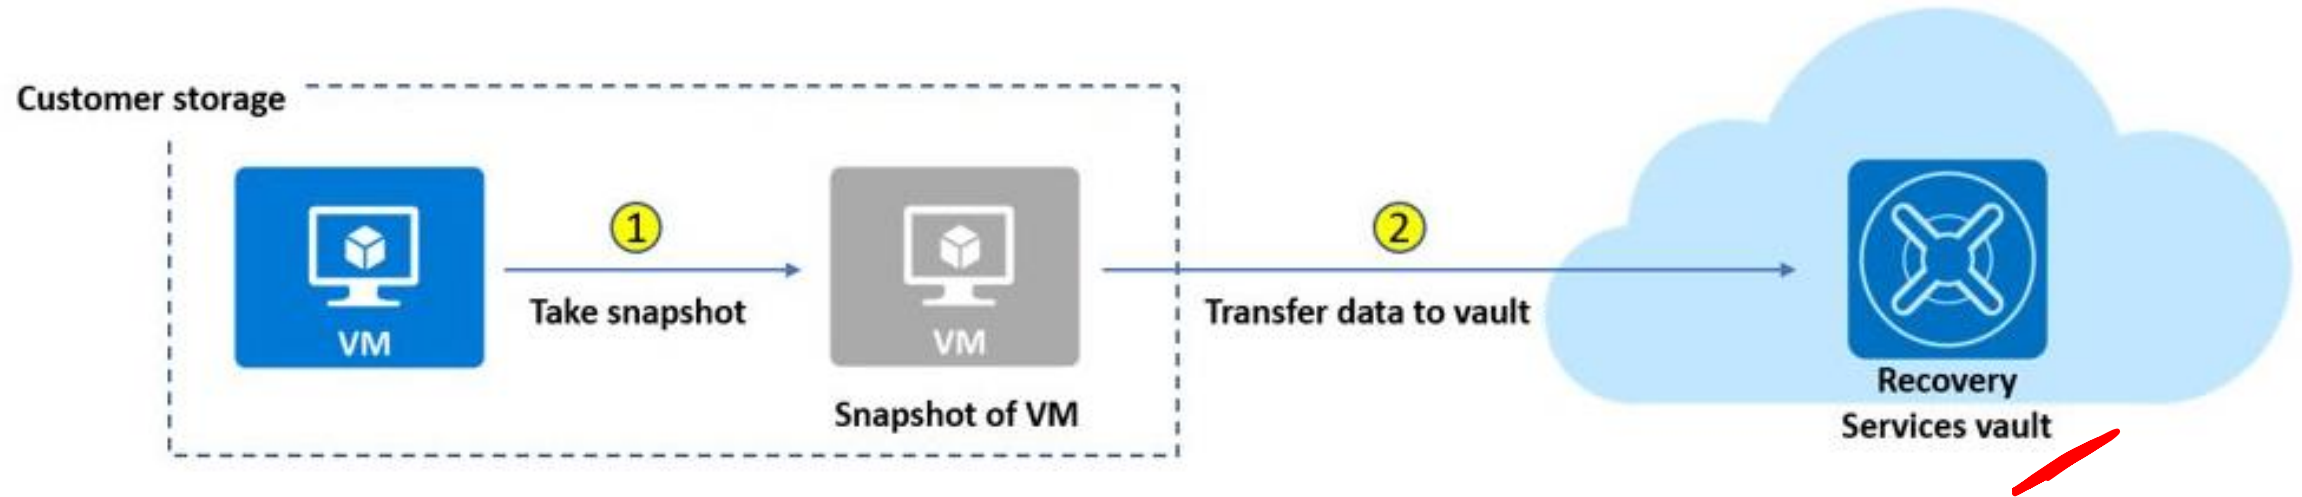 Customer storage
VM
1
Take snapshot
VM
Snapshot of VM
2
Transfer data to vault
Recovery
Services vault